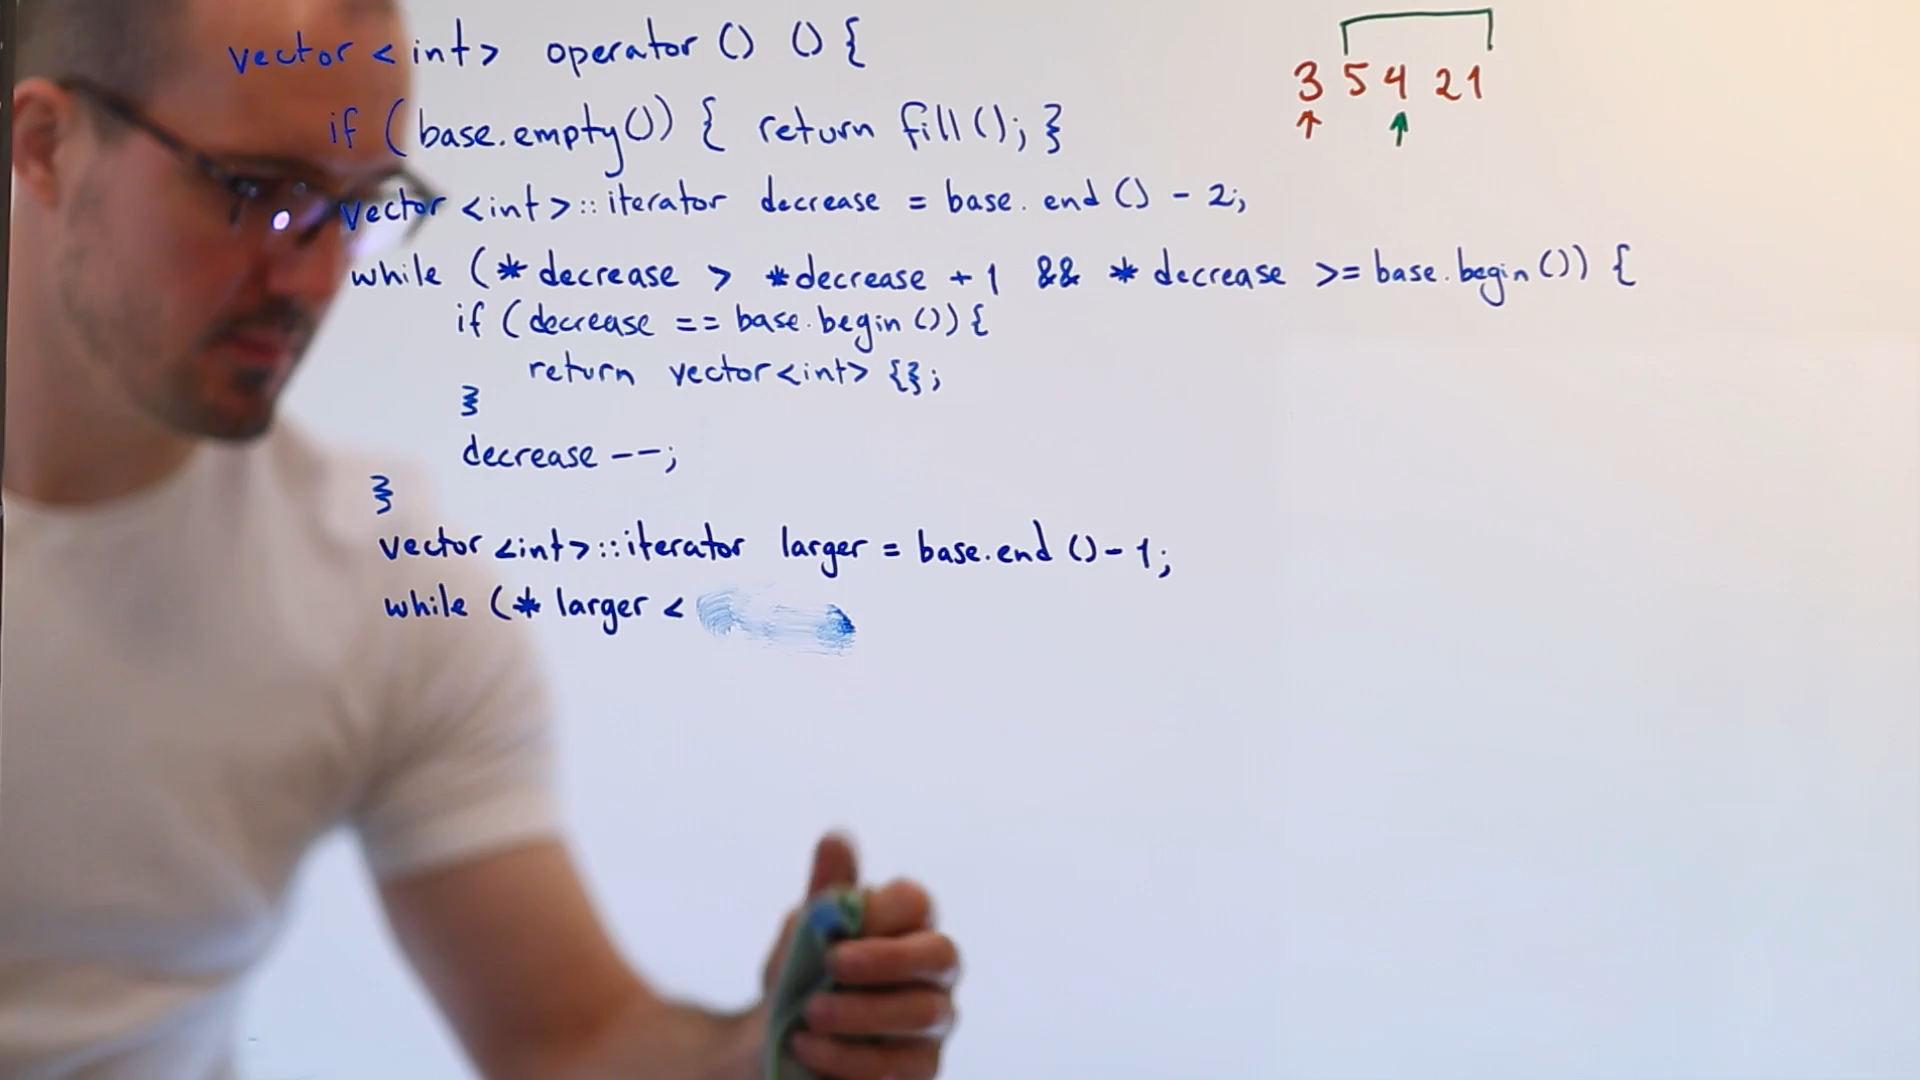 vector <int> operator () () {
3 5 4 2 1
if (base.empty()) { return fill(); }
vector <int>::iterator decrease = base.end () - 2;
while (* decrease > *decrease + 1 && * decrease >= base.begin ()) {
if (decrease == base.begin ()) {
return vector<int> {};
}
decrease --;
}
vector <int>::iterator larger = base.end () - 1;
while (* larger <